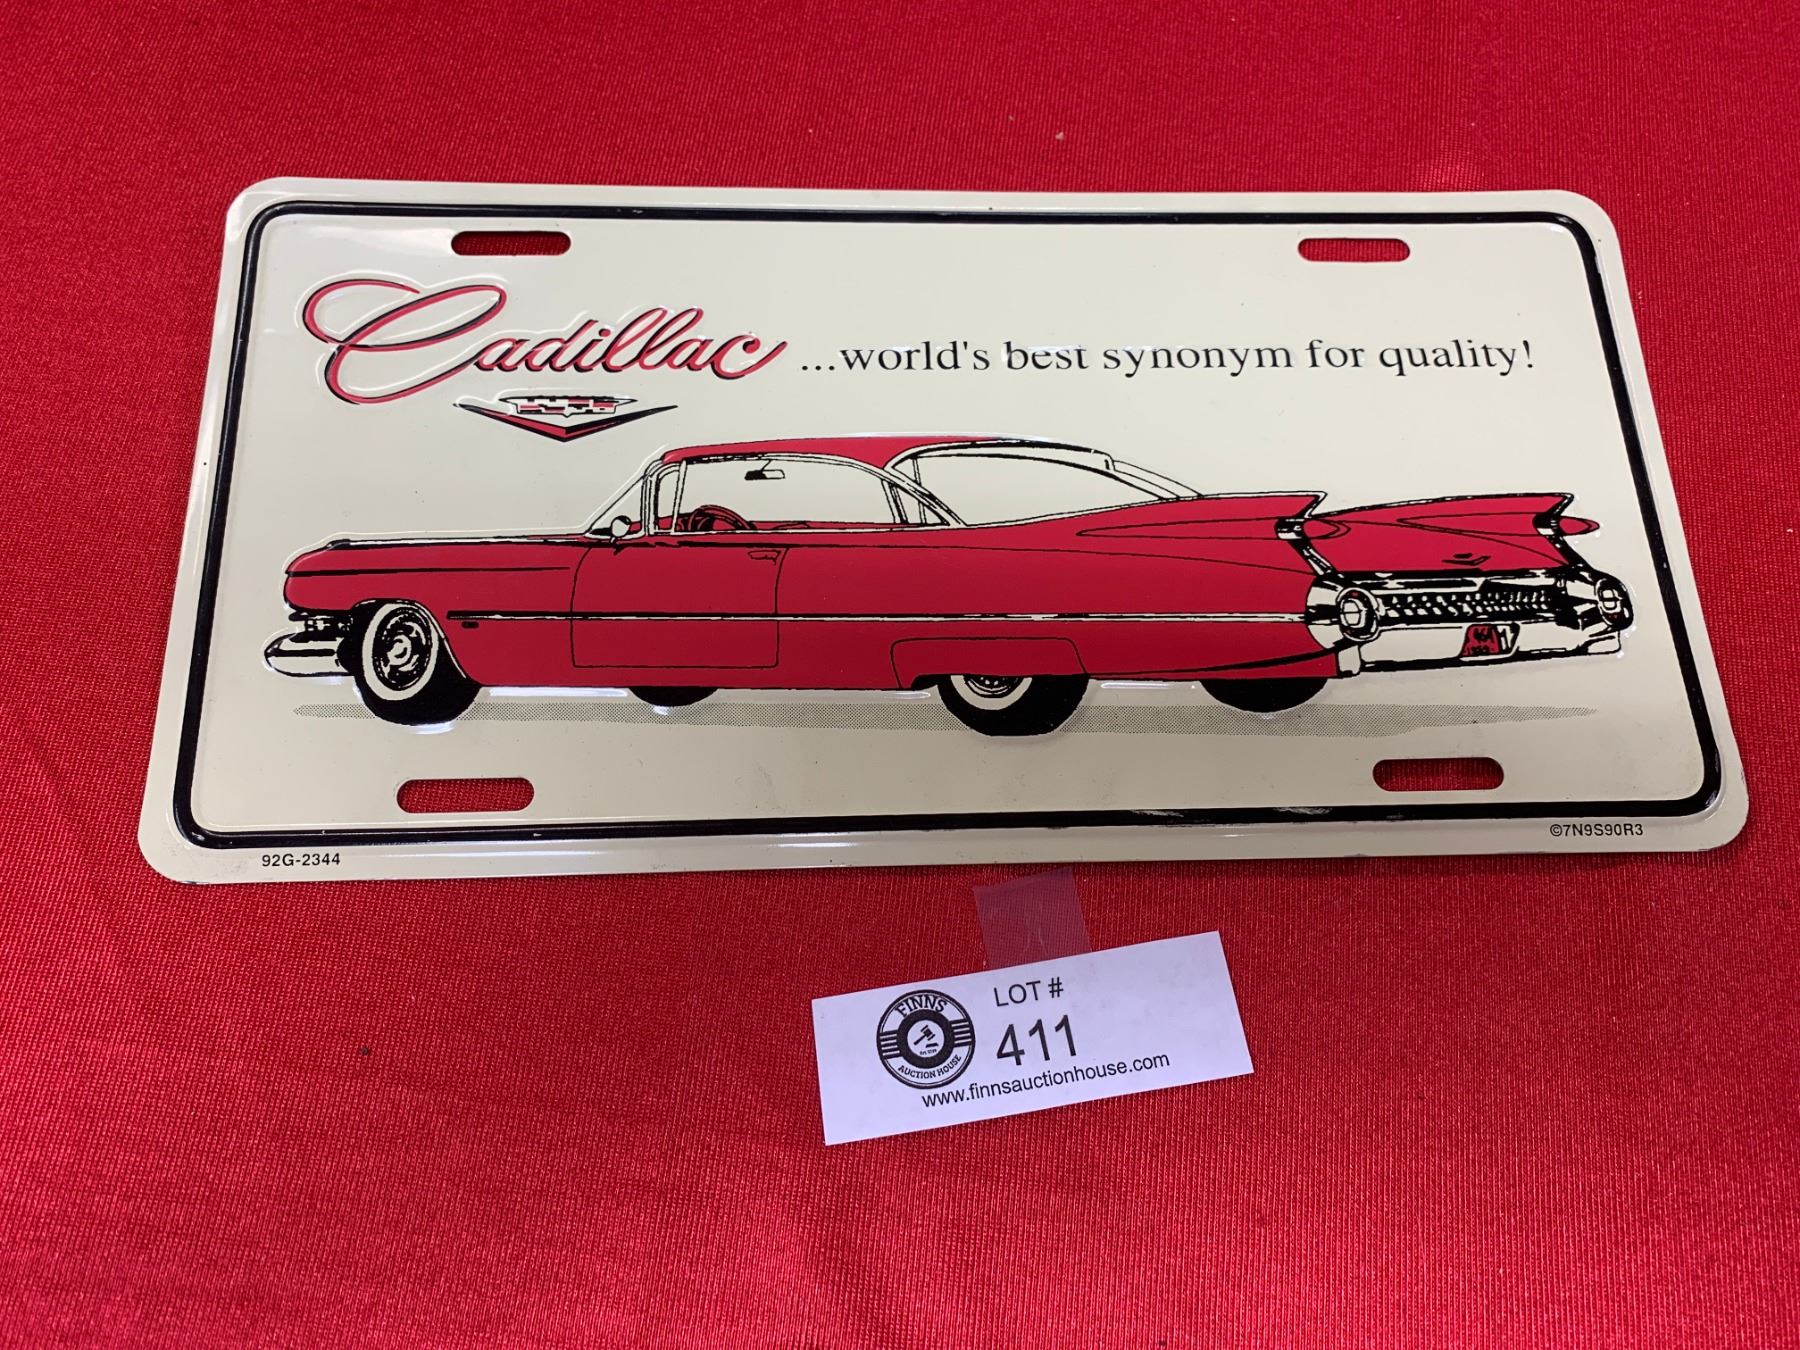 Cadillac ...world's best synonym for quality!
92G-2344
©7N9S90R3
FINNS
AUCTION HOUSE
LOT #
411
www.finnsauctionhouse.com